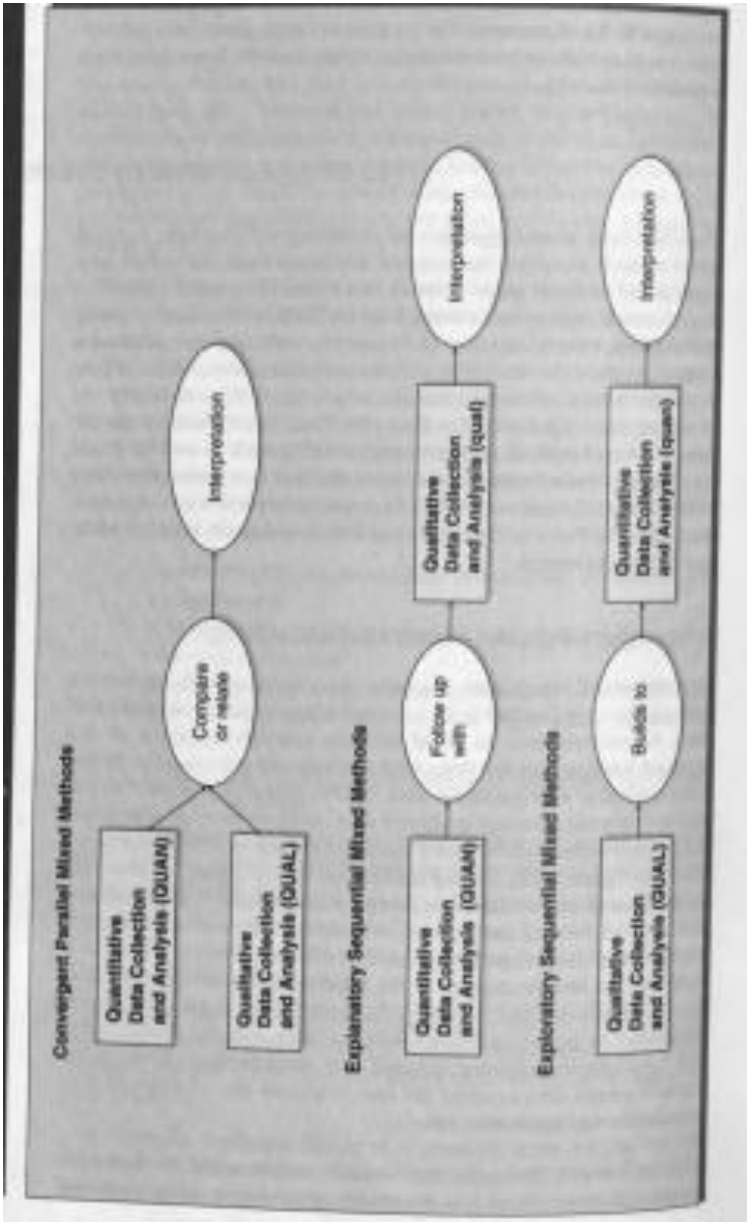 Convergent Parallel Mixed Methods
Quantitative
Data Collection
and Analysis (QUAN)
Qualitative
Data Collection
and Analysis (QUAL)
Compare
or relate
Interpretation
Explanatory Sequential Mixed Methods
Quantitative
Data Collection
and Analysis (QUAN)
Follow up
with
Qualitative
Data Collection
and Analysis (qual)
Interpretation
Exploratory Sequential Mixed Methods
Qualitative
Data Collection
and Analysis (QUAL)
Builds to
Quantitative
Data Collection
and Analysis (quan)
Interpretation